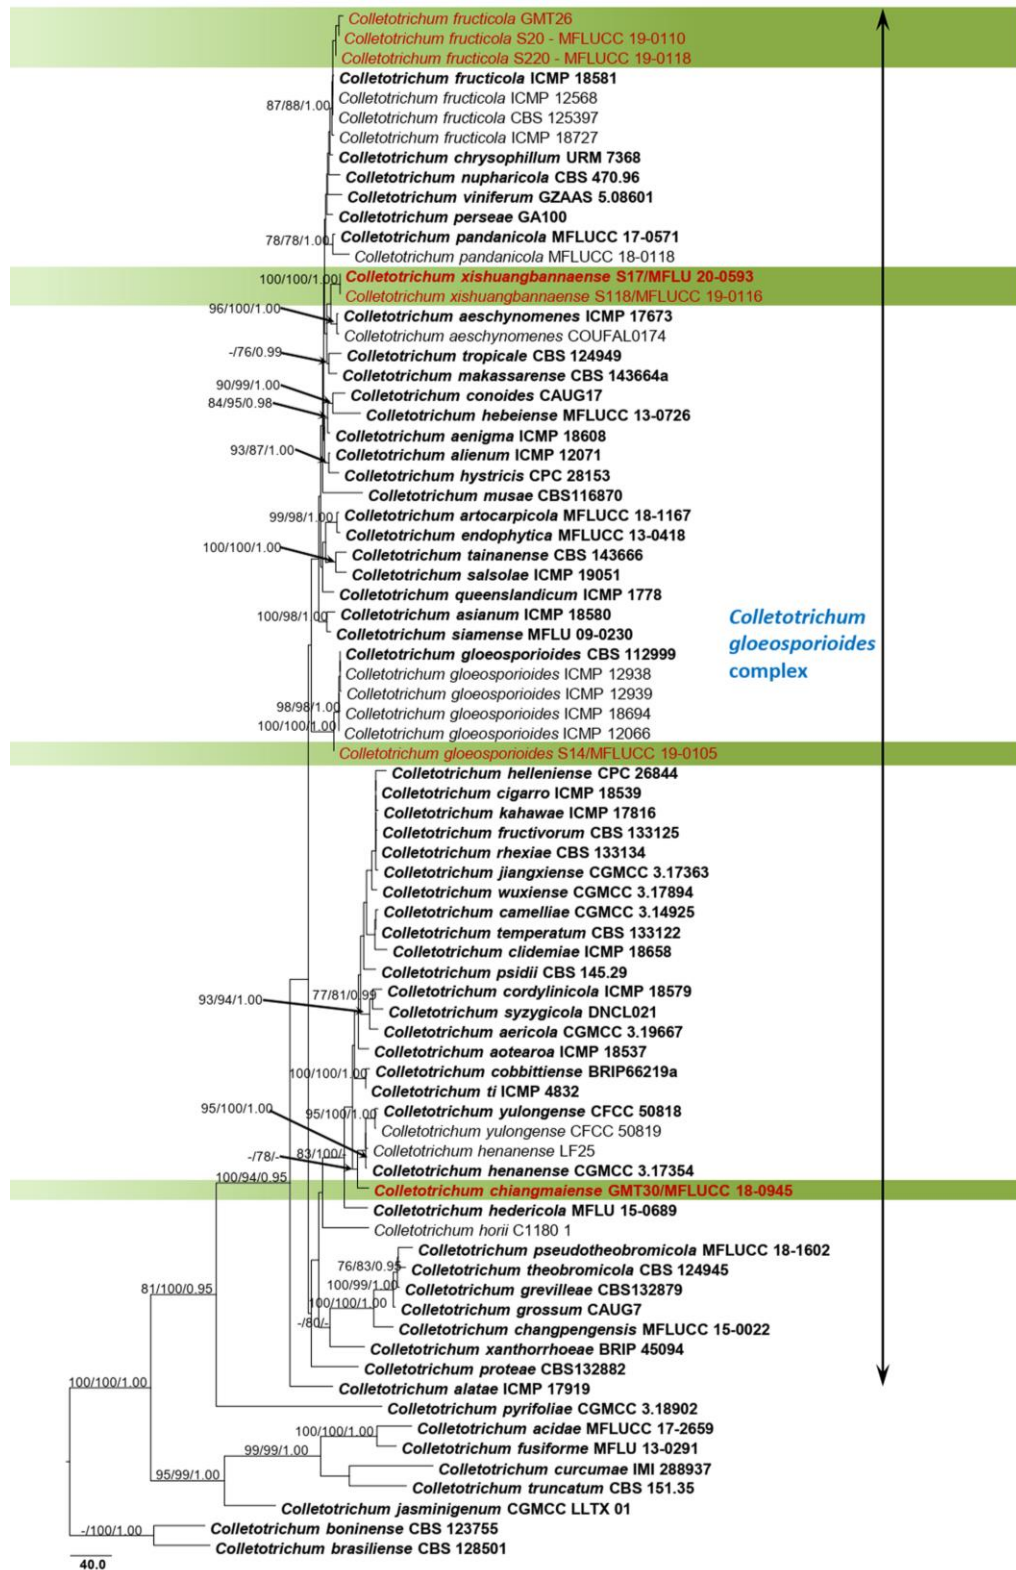 Colletotrichum fructicola GMT26
Colletotrichum fructicola S20 - MFLUCC 19-0110
Colletotrichum fructicola S220 - MFLUCC 19-0118
Colletotrichum fructicola ICMP 18581
87/88/1.00
Colletotrichum fructicola ICMP 12568
Colletotrichum fructicola CBS 125397
Colletotrichum fructicola ICMP 18727
Colletotrichum chrysophillum URM 7368
Colletotrichum nupharicola CBS 470.96
Colletotrichum viniferum GZAAS 5.08601
Colletotrichum perseae GA100
78/78/1.00
Colletotrichum pandanicola MFLUCC 17-0571
Colletotrichum pandanicola MFLUCC 18-0118
100/100/1.00
Colletotrichum xishuangbannaense S17/MFLU 20-0593
Colletotrichum xishuangbannaense S118/MFLUCC 19-0116
96/100/1.00
Colletotrichum aeschynomenes ICMP 17673
Colletotrichum aeschynomenes COUFAL0174
-/76/0.99
Colletotrichum tropicale CBS 124949
Colletotrichum makassarense CBS 143664a
90/99/1.00
Colletotrichum conoides CAUG17
84/95/0.98
Colletotrichum hebeiense MFLUCC 13-0726
Colletotrichum aenigma ICMP 18608
93/87/1.00
Colletotrichum alienum ICMP 12071
Colletotrichum hystricis CPC 28153
Colletotrichum musae CBS116870
99/98/1.00
Colletotrichum artocarpicola MFLUCC 18-1167
Colletotrichum endophytica MFLUCC 13-0418
100/100/1.00
Colletotrichum tainanense CBS 143666
Colletotrichum salsolae ICMP 19051
Colletotrichum queenslandicum ICMP 1778
100/98/1.00
Colletotrichum asianum ICMP 18580
Colletotrichum siamense MFLU 09-0230
Colletotrichum
gloeosporioides
complex
Colletotrichum gloeosporioides CBS 112999
Colletotrichum gloeosporioides ICMP 12938
Colletotrichum gloeosporioides ICMP 12939
98/98/1.00
Colletotrichum gloeosporioides ICMP 18694
100/100/1.00
Colletotrichum gloeosporioides ICMP 12066
Colletotrichum gloeosporioides S14/MFLUCC 19-0105
Colletotrichum helleniense CPC 26844
Colletotrichum cigarro ICMP 18539
Colletotrichum kahawae ICMP 17816
Colletotrichum fructivorum CBS 133125
Colletotrichum rhexiae CBS 133134
Colletotrichum jiangxiense CGMCC 3.17363
Colletotrichum wuxiense CGMCC 3.17894
Colletotrichum camelliae CGMCC 3.14925
Colletotrichum temperatum CBS 133122
Colletotrichum clidemiae ICMP 18658
Colletotrichum psidii CBS 145.29
93/94/1.00
77/81/0.99
Colletotrichum cordylinicola ICMP 18579
Colletotrichum syzygicola DNCL021
Colletotrichum aericola CGMCC 3.19667
Colletotrichum aotearoa ICMP 18537
100/100/1.00
Colletotrichum cobbittiense BRIP66219a
Colletotrichum ti ICMP 4832
95/100/1.00
95/100/1.00
Colletotrichum yulongense CFCC 50818
Colletotrichum yulongense CFCC 50819
-/78/-
83/100/-
Colletotrichum henanense LF25
Colletotrichum henanense CGMCC 3.17354
100/94/0.95
Colletotrichum chiangmaiense GMT30/MFLUCC 18-0945
Colletotrichum hedericola MFLU 15-0689
Colletotrichum horii C1180 1
Colletotrichum pseudotheobromicola MFLUCC 18-1602
76/83/0.95
Colletotrichum theobromicola CBS 124945
81/100/0.95
100/99/1.00
Colletotrichum grevilleae CBS132879
100/100/1.00
Colletotrichum grossum CAUG7
-/80/-
Colletotrichum changpengensis MFLUCC 15-0022
Colletotrichum xanthorrhoeae BRIP 45094
Colletotrichum proteae CBS132882
100/100/1.00
Colletotrichum alatae ICMP 17919
Colletotrichum pyrifoliae CGMCC 3.18902
100/100/1.00
Colletotrichum acidae MFLUCC 17-2659
99/99/1.00
Colletotrichum fusiforme MFLU 13-0291
95/99/1.00
Colletotrichum curcumae IMI 288937
Colletotrichum truncatum CBS 151.35
Colletotrichum jasminigenum CGMCC LLTX 01
-/100/1.00
Colletotrichum boninense CBS 123755
Colletotrichum brasiliense CBS 128501
40.0